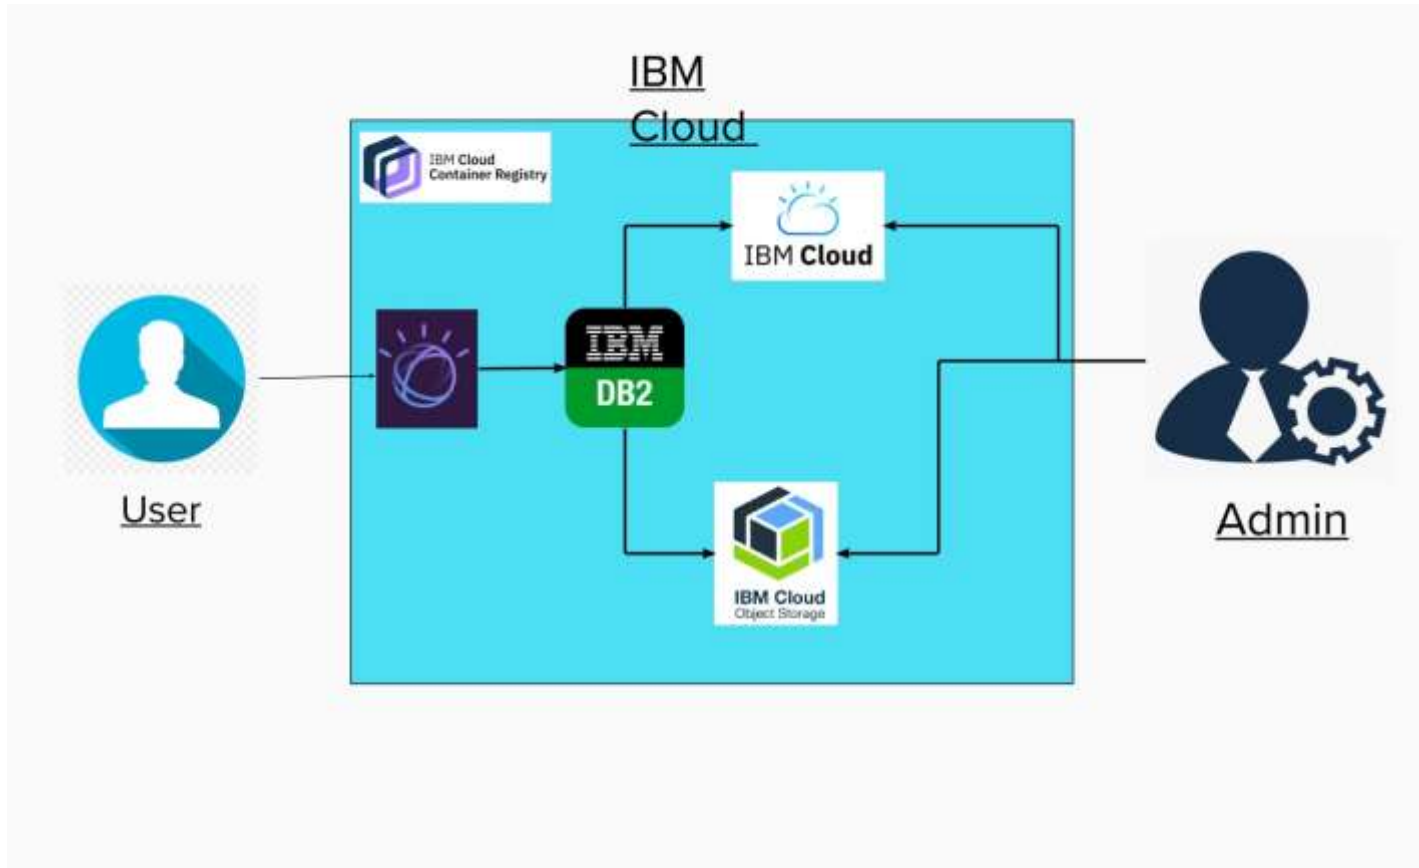 IBM
Cloud
IBM Cloud
Container Registry
IBM Cloud
IBM
DB2
User
Admin
IBM Cloud
Object Storage